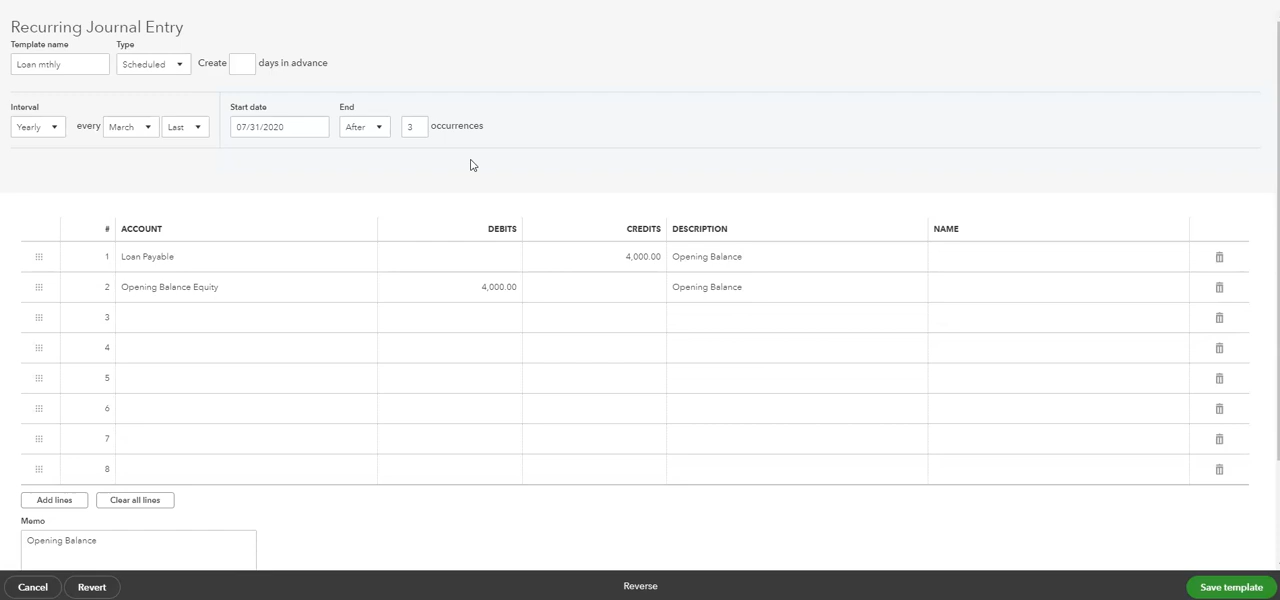 Recurring Journal Entry
Template name Type
Loan mthly Scheduled Create days in advance
Interval Start date End
Yearly every March Last 07/31/2020 After 3 occurrences
# ACCOUNT DEBITS CREDITS DESCRIPTION NAME
1 Loan Payable 4,000.00 Opening Balance
2 Opening Balance Equity 4,000.00 Opening Balance
3
4
5
6
7
8
Add lines Clear all lines
Memo
Opening Balance
Cancel Revert Reverse Save template